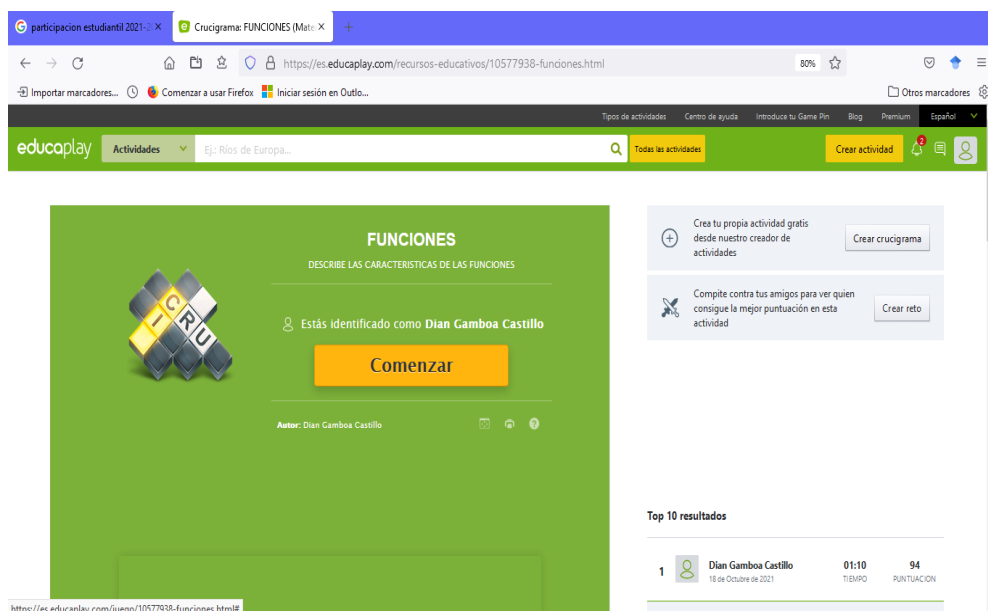 participacion estudiantil 2021-2
Crucigrama: FUNCIONES (Mate
https://es.educaplay.com/recursos-educativos/10577938-funciones.html
80%
Importar marcadores...
Comenzar a usar Firefox
Iniciar sesión en Outlo...
Otros marcadores
Tipos de actividades
Centro de ayuda
Introduce tu Game Pin
Blog
Premium
Español
educaplay
Actividades
Ej.: Ríos de Europa...
Todas las actividades
Crear actividad
2
FUNCIONES
DESCRIBE LAS CARACTERISTICAS DE LAS FUNCIONES
CRU
I
Estás identificado como Dian Gamboa Castillo
Comenzar
Autor: Dian Gamboa Castillo
Crea tu propia actividad gratis
desde nuestro creador de
actividades
Crear crucigrama
Compite contra tus amigos para ver quien
consigue la mejor puntuación en esta
actividad
Crear reto
Top 10 resultados
1
Dian Gamboa Castillo
18 de Octubre de 2021
01:10
TIEMPO
94
PUNTUACION
https://es.educaplay.com/juego/10577938-funciones.html#